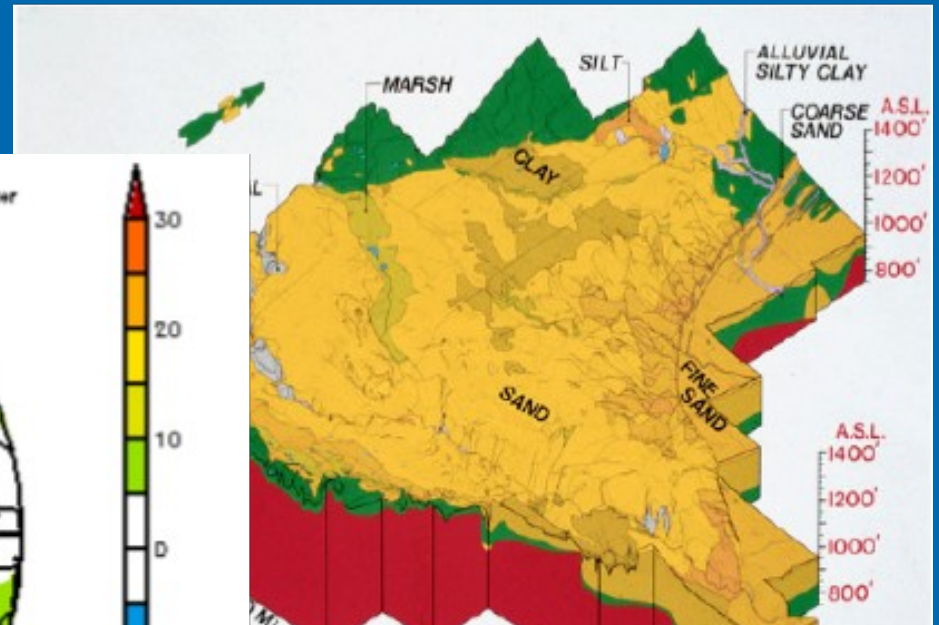 MARSH
SILT
ALLUVIAL
SILTY CLAY
COARSE
SAND
A.S.L.
1400'
1200'
1000'
800'
CLAY
SAND
FINE
SAND
A.S.L.
1400'
1200'
1000'
800'
30
20
10
0